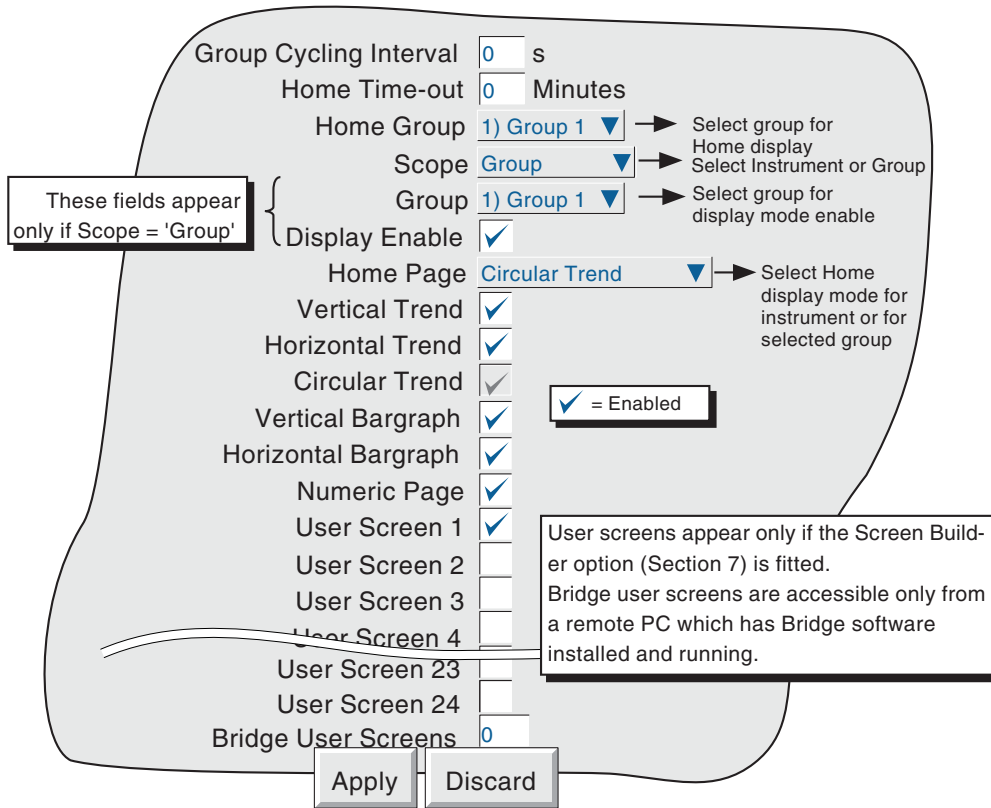 Group Cycling Interval 0 s
Home Time-out 0 Minutes
Home Group 1) Group 1 Select group for
Home display
Scope Group Select Instrument or Group
These fields appear
only if Scope = 'Group'
Group 1) Group 1 Select group for
display mode enable
Display Enable
Home Page Circular Trend Select Home
display mode for
instrument or for
selected group
Vertical Trend
Horizontal Trend
Circular Trend
= Enabled
Vertical Bargraph
Horizontal Bargraph
Numeric Page
User Screen 1
User Screen 2
User Screen 3
User Screen 4
User Screen 23
User Screen 24
Bridge User Screens 0
User screens appear only if the Screen Build-
er option (Section 7) is fitted.
Bridge user screens are accessible only from
a remote PC which has Bridge software
installed and running.
Apply Discard